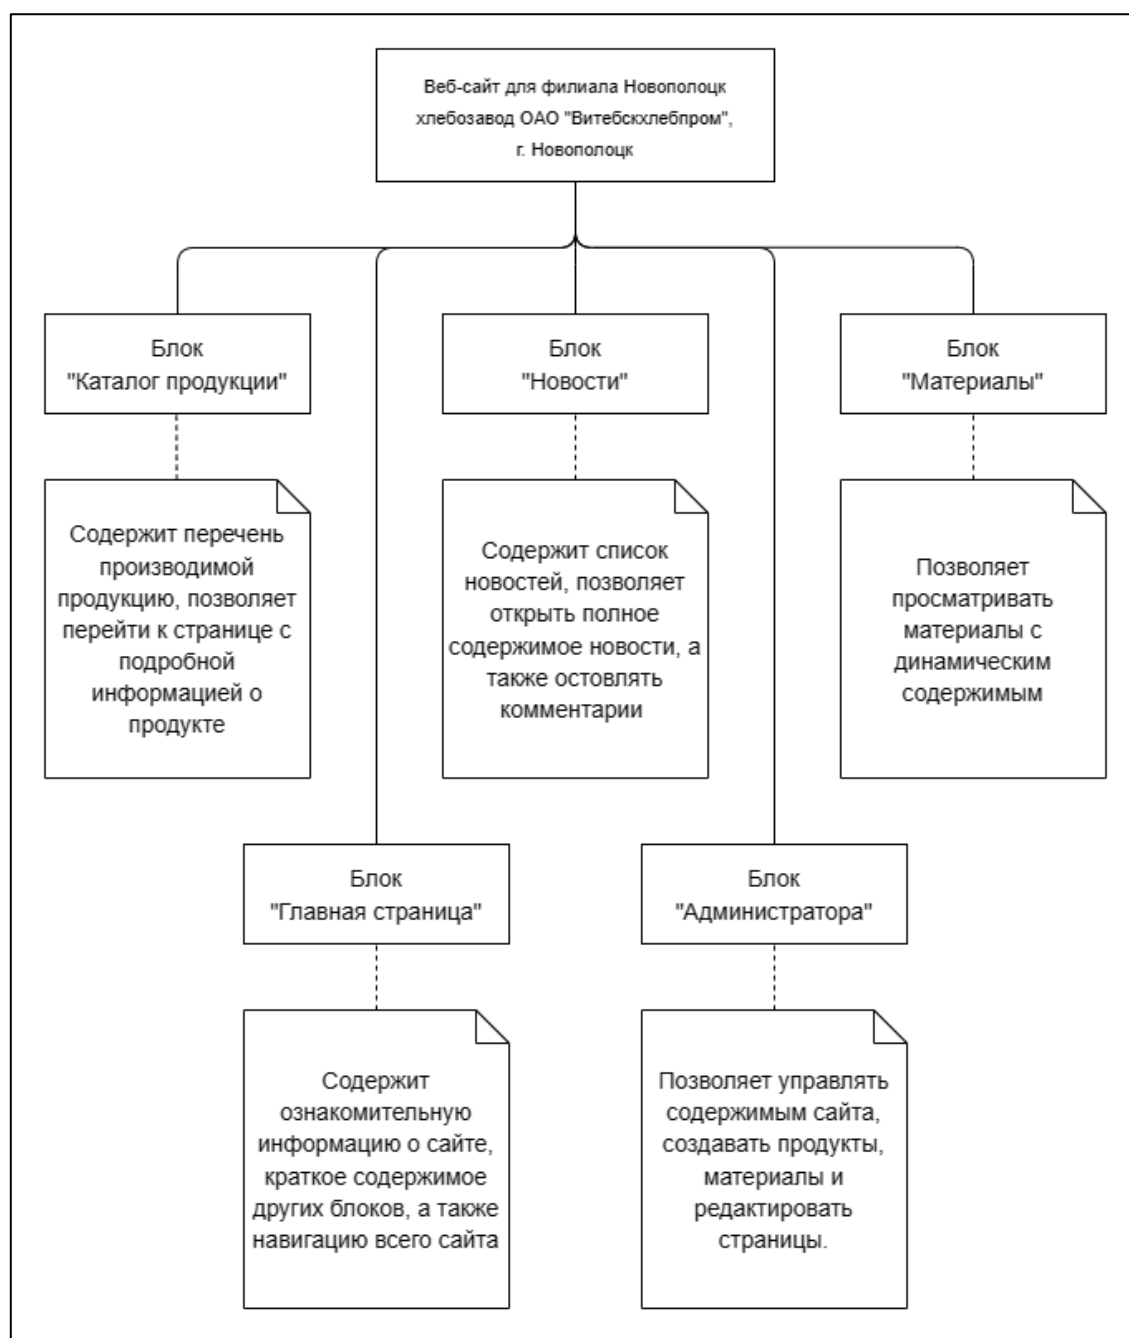 Веб-сайт для филиала Новополоцк
хлебозавод ОАО "Витебскхлебпром",
г. Новополоцк
Блок
"Каталог продукции"
Блок
"Новости"
Блок
"Материалы"
Содержит перечень
производимой
продукцию, позволяет
перейти к странице с
подробной
информацией о
продукте
Содержит список
новостей, позволяет
открыть полное
содержимое новости, а
также остовлять
комментарии
Позволяет
просматривать
материалы с
динамическим
содержимым
Блок
"Главная страница"
Блок
"Администратора"
Содержит
ознакомительную
информацию о сайте,
краткое содержимое
других блоков, а также
навигацию всего сайта
Позволяет управлять
содержимым сайта,
создавать продукты,
материалы и
редактировать
страницы.